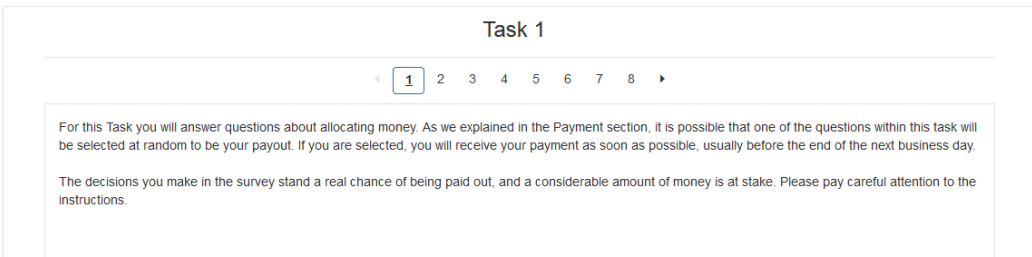 Task 1
1 2 3 4 5 6 7 8
For this Task you will answer questions about allocating money. As we explained in the Payment section, it is possible that one of the questions within this task will
be selected at random to be your payout. If you are selected, you will receive your payment as soon as possible, usually before the end of the next business day.
The decisions you make in the survey stand a real chance of being paid out, and a considerable amount of money is at stake. Please pay careful attention to the
instructions.